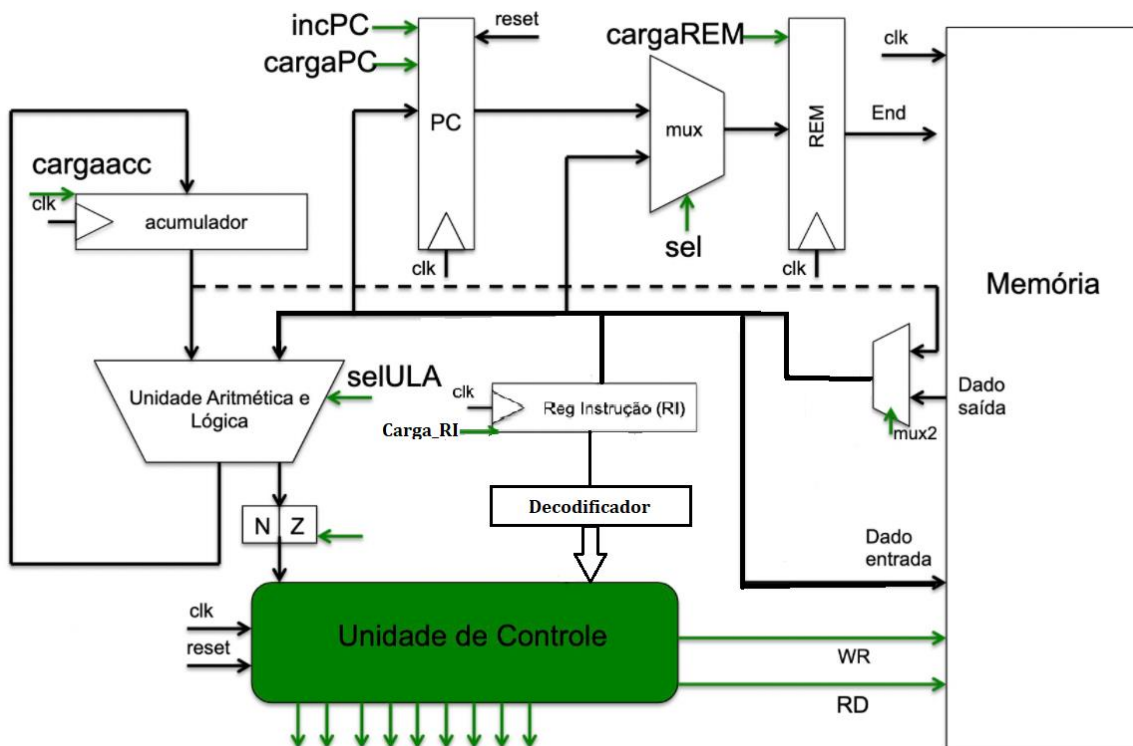 incPC
reset
cargaPC
cargaREM
clk
PC
mux
REM
End
cargaacc
clk
acumulador
sel
clk
clk
Memória
Unidade Aritmética e
Lógica
selULA
clk
Reg Instrução (RI)
Carga_RI
Dado
saída
mux2
Decodificador
N Z
Dado
entrada
clk
reset
Unidade de Controle
WR
RD